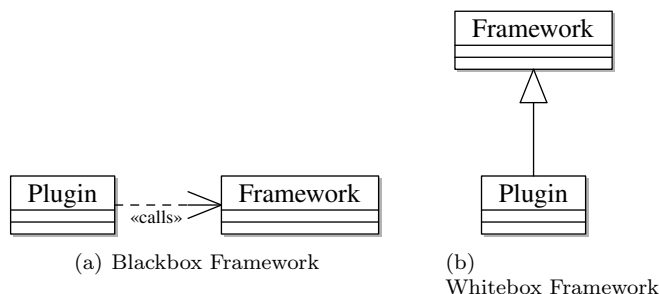 Framework
Plugin
Framework
«calls»
Plugin
(a) Blackbox Framework
(b)
Whitebox Framework